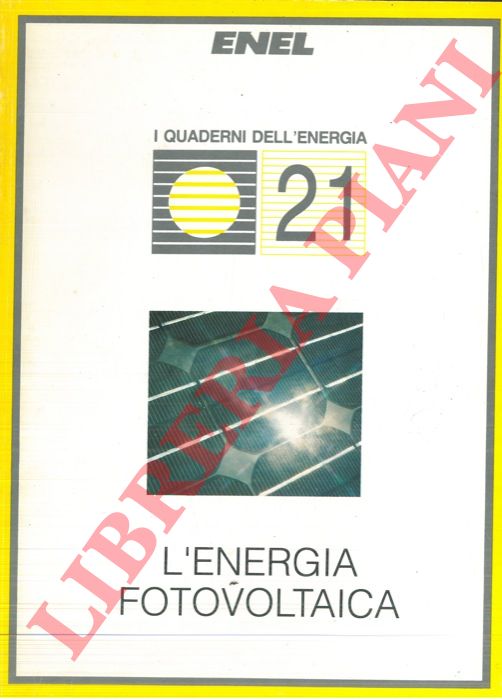 ENEL
I QUADERNI DELL'ENERGIA
21
L'ENERGIA
FOTOVOLTAICA
LIBRERIA PIANI